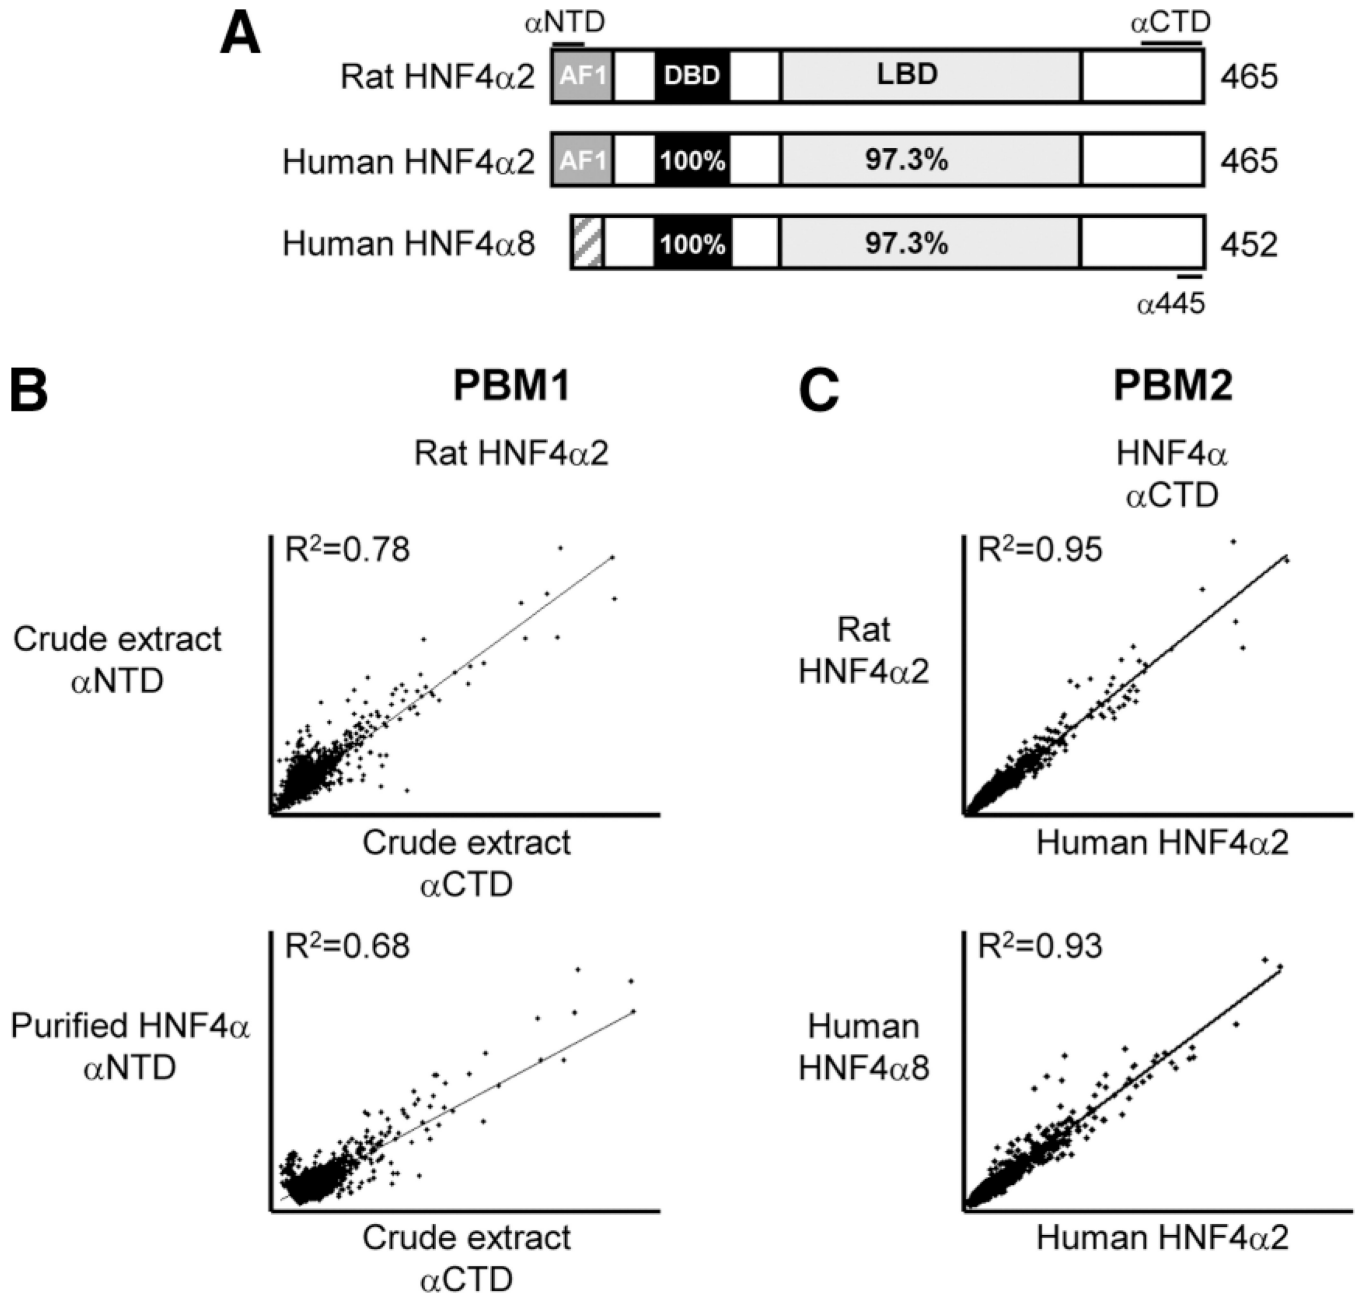 A
αNTD
αCTD
Rat HNF4α2
AF1
DBD
LBD
465
Human HNF4α2
AF1
100%
97.3%
465
Human HNF4α8
100%
97.3%
452
α445
B
PBM1
Rat HNF4α2
R²=0.78
Crude extract
αNTD
Crude extract
αCTD
R²=0.68
Purified HNF4α
αNTD
Crude extract
αCTD
C
PBM2
HNF4α
αCTD
R²=0.95
Rat
HNF4α2
Human HNF4α2
R²=0.93
Human
HNF4α8
Human HNF4α2